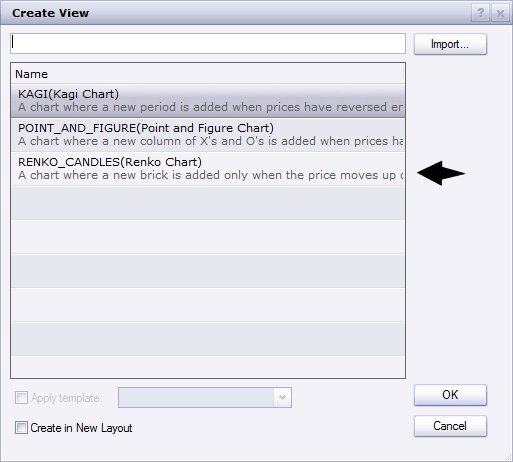 Create View
Import...
Name
KAGI(Kagi Chart)
A chart where a new period is added when prices have reversed
POINT_AND_FIGURE(Point and Figure Chart)
A chart where a new column of X's and O's is added when prices
RENKO_CANDLES(Renko Chart)
A chart where a new brick is added only when the price moves up
Apply template:
OK
Create in New Layout
Cancel